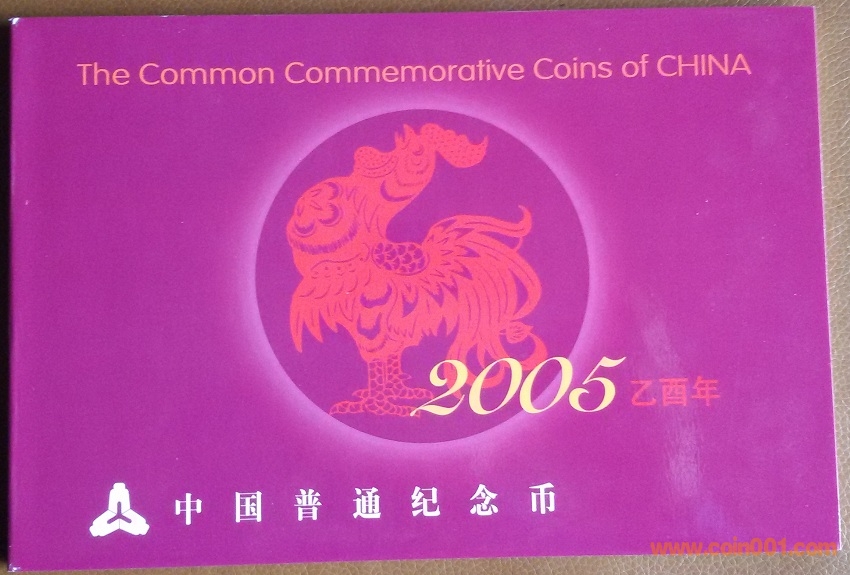 The Common Commemorative Coins of CHINA
2005 乙酉年
中国普通纪念币
www.coin001.com